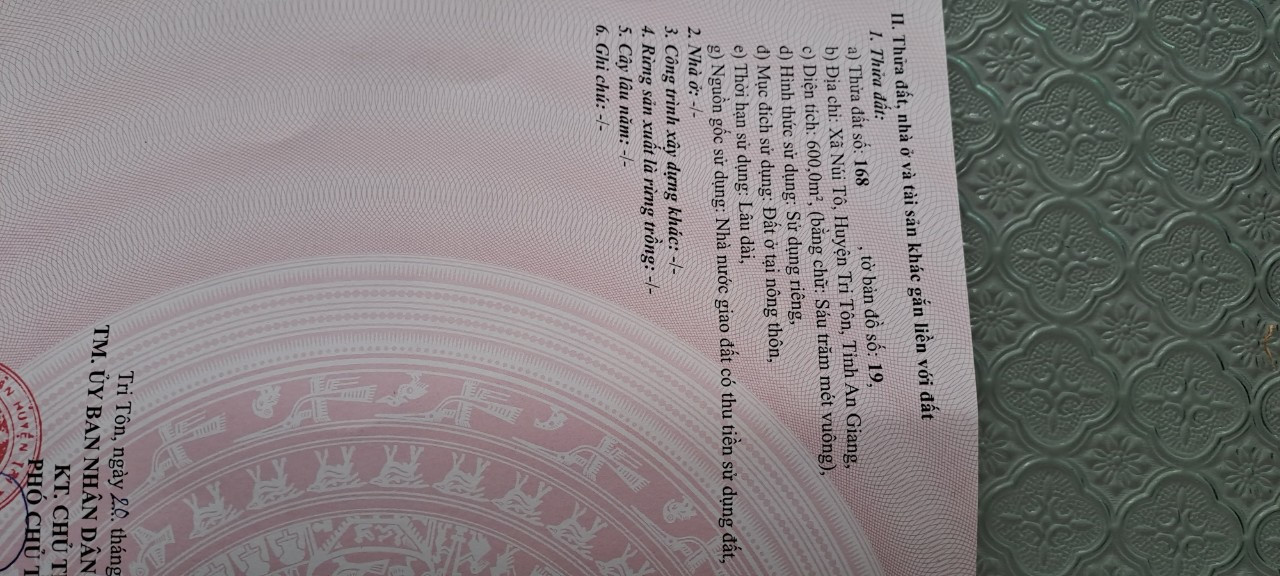 II. Thửa đất, nhà ở và tài sản khác gắn liền với đất
1. Thửa đất:
a) Thửa đất số: 168 , tờ bản đồ số: 19,
b) Địa chỉ: Xã Núi Tô, Huyện Tri Tôn, Tỉnh An Giang,
c) Diện tích: 600,0m², (bằng chữ: Sáu trăm mét vuông),
d) Hình thức sử dụng: Sử dụng riêng,
đ) Mục đích sử dụng: Đất ở tại nông thôn,
e) Thời hạn sử dụng: Lâu dài,
g) Nguồn gốc sử dụng: Nhà nước giao đất có thu tiền sử dụng đất,
2. Nhà ở: -/-
3. Công trình xây dựng khác: -/-
4. Rừng sản xuất là rừng trồng: -/-
5. Cây lâu năm: -/-
6. Ghi chú: -/-
Tri Tôn, ngày tháng
TM. ỦY BAN NHÂN DÂN
KT. CHỦ T
PHÓ CHỦ T
HUYỆN